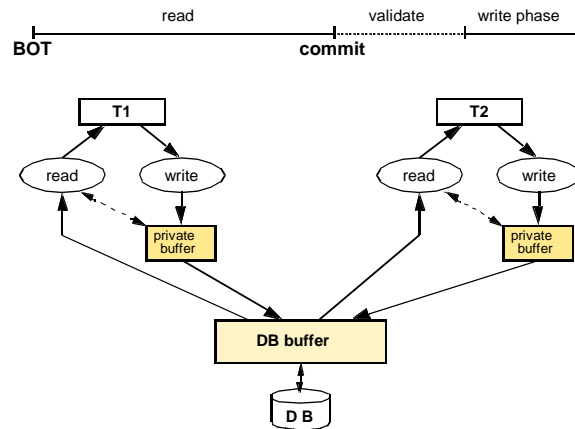 read validate write phase
BOT commit
T1 T2
read write read write
private private
buffer buffer
DB buffer
D B